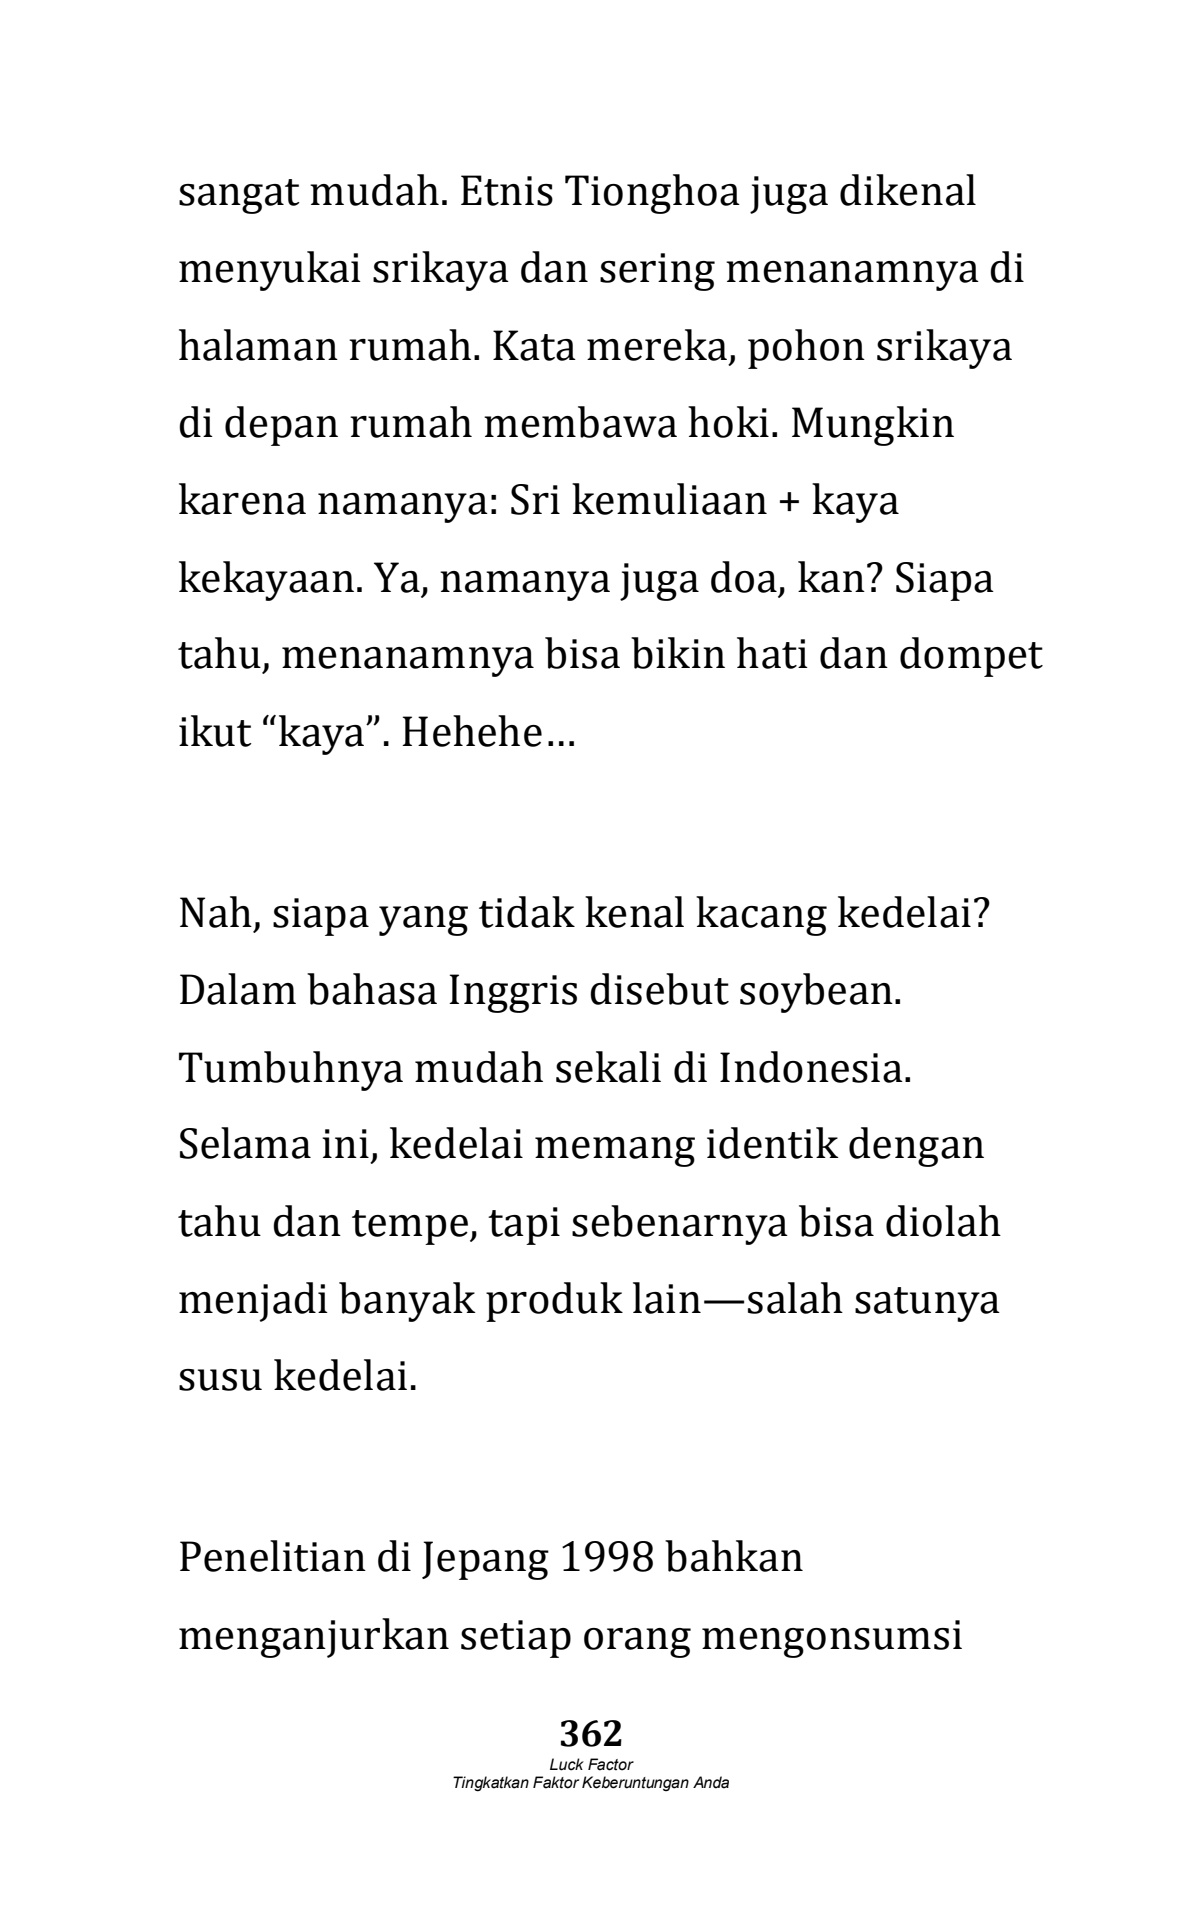 sangat mudah. Etnis Tionghoa juga dikenal
menyukai srikaya dan sering menanamnya di
halaman rumah. Kata mereka, pohon srikaya
di depan rumah membawa hoki. Mungkin
karena namanya: Sri kemuliaan + kaya
kekayaan. Ya, namanya juga doa, kan? Siapa
tahu, menanamnya bisa bikin hati dan dompet
ikut “kaya”. Hehehe…
Nah, siapa yang tidak kenal kacang kedelai?
Dalam bahasa Inggris disebut soybean.
Tumbuhnya mudah sekali di Indonesia.
Selama ini, kedelai memang identik dengan
tahu dan tempe, tapi sebenarnya bisa diolah
menjadi banyak produk lain—salah satunya
susu kedelai.
Penelitian di Jepang 1998 bahkan
menganjurkan setiap orang mengonsumsi
362
Luck Factor
Tingkatkan Faktor Keberuntungan Anda